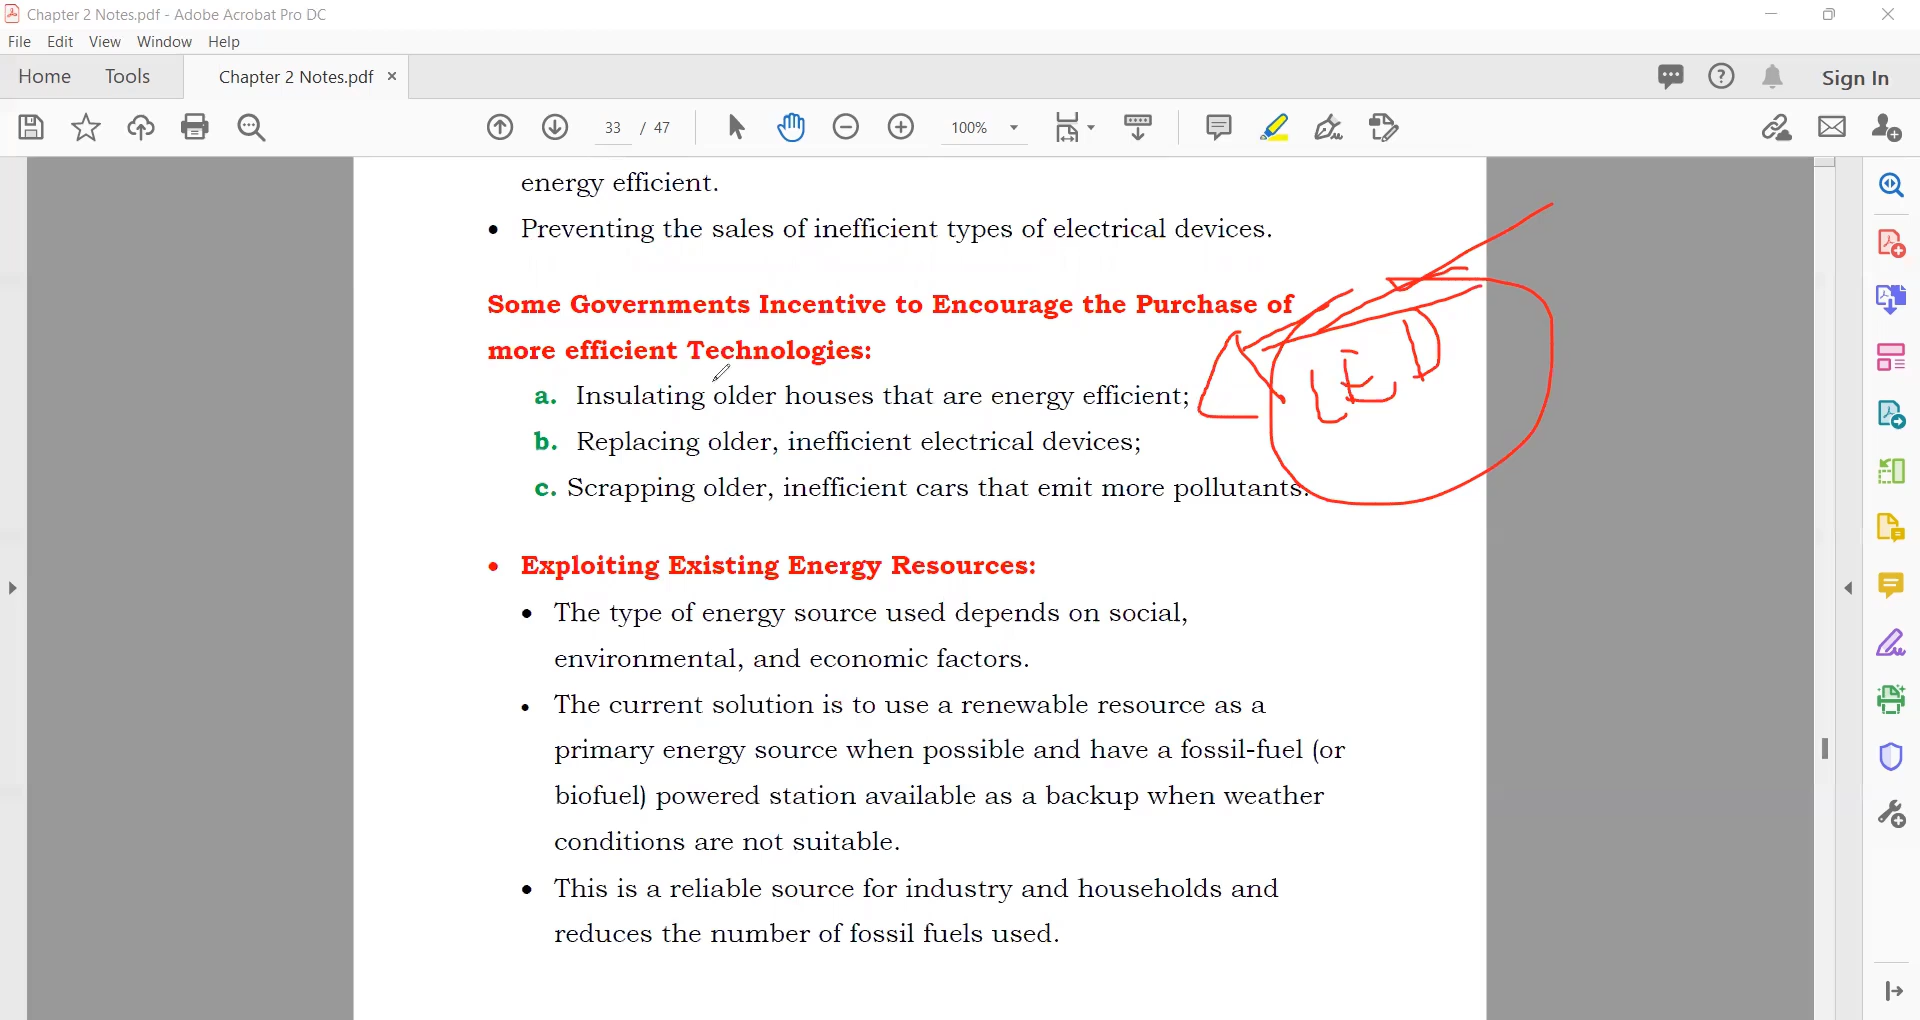 Chapter 2 Notes.pdf - Adobe Acrobat Pro DC
File Edit View Window Help
Home Tools Chapter 2 Notes.pdf × Sign In
33 / 47 100%
energy efficient.
• Preventing the sales of inefficient types of electrical devices.
Some Governments Incentive to Encourage the Purchase of
more efficient Technologies:
a. Insulating older houses that are energy efficient;
b. Replacing older, inefficient electrical devices;
c. Scrapping older, inefficient cars that emit more pollutants.
LED
• Exploiting Existing Energy Resources:
• The type of energy source used depends on social,
environmental, and economic factors.
• The current solution is to use a renewable resource as a
primary energy source when possible and have a fossil-fuel (or
biofuel) powered station available as a backup when weather
conditions are not suitable.
• This is a reliable source for industry and households and
reduces the number of fossil fuels used.